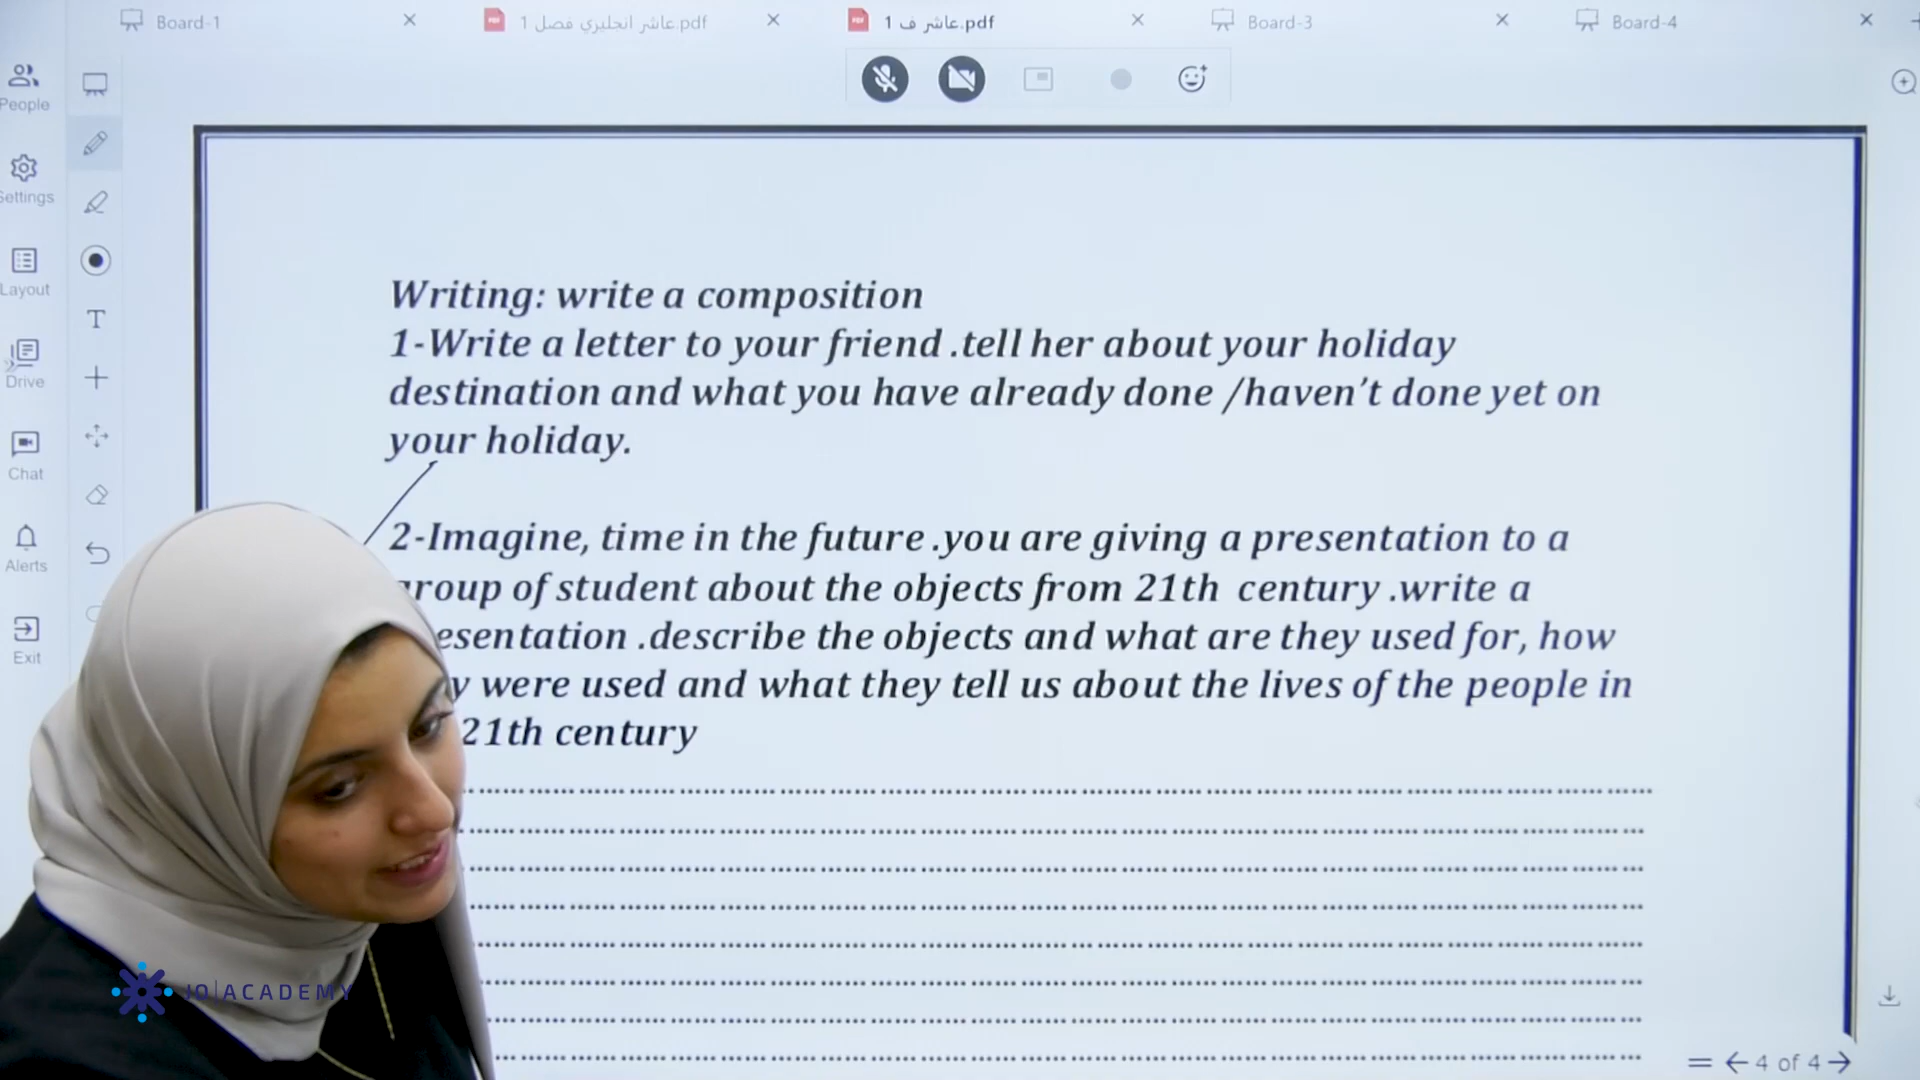 Board-1
عاشر انجليزي فصل 1.pdf
عاشر ف 1.pdf
Board-3
Board-4
People
Settings
Layout
Drive
Chat
Alerts
Exit
Writing: write a composition
1-Write a letter to your friend .tell her about your holiday
destination and what you have already done /haven't done yet on
your holiday.
2-Imagine, time in the future .you are giving a presentation to a
roup of student about the objects from 21th century .write a
esentation .describe the objects and what are they used for, how
y were used and what they tell us about the lives of the people in
21th century
JO|ACADEMY
4 of 4